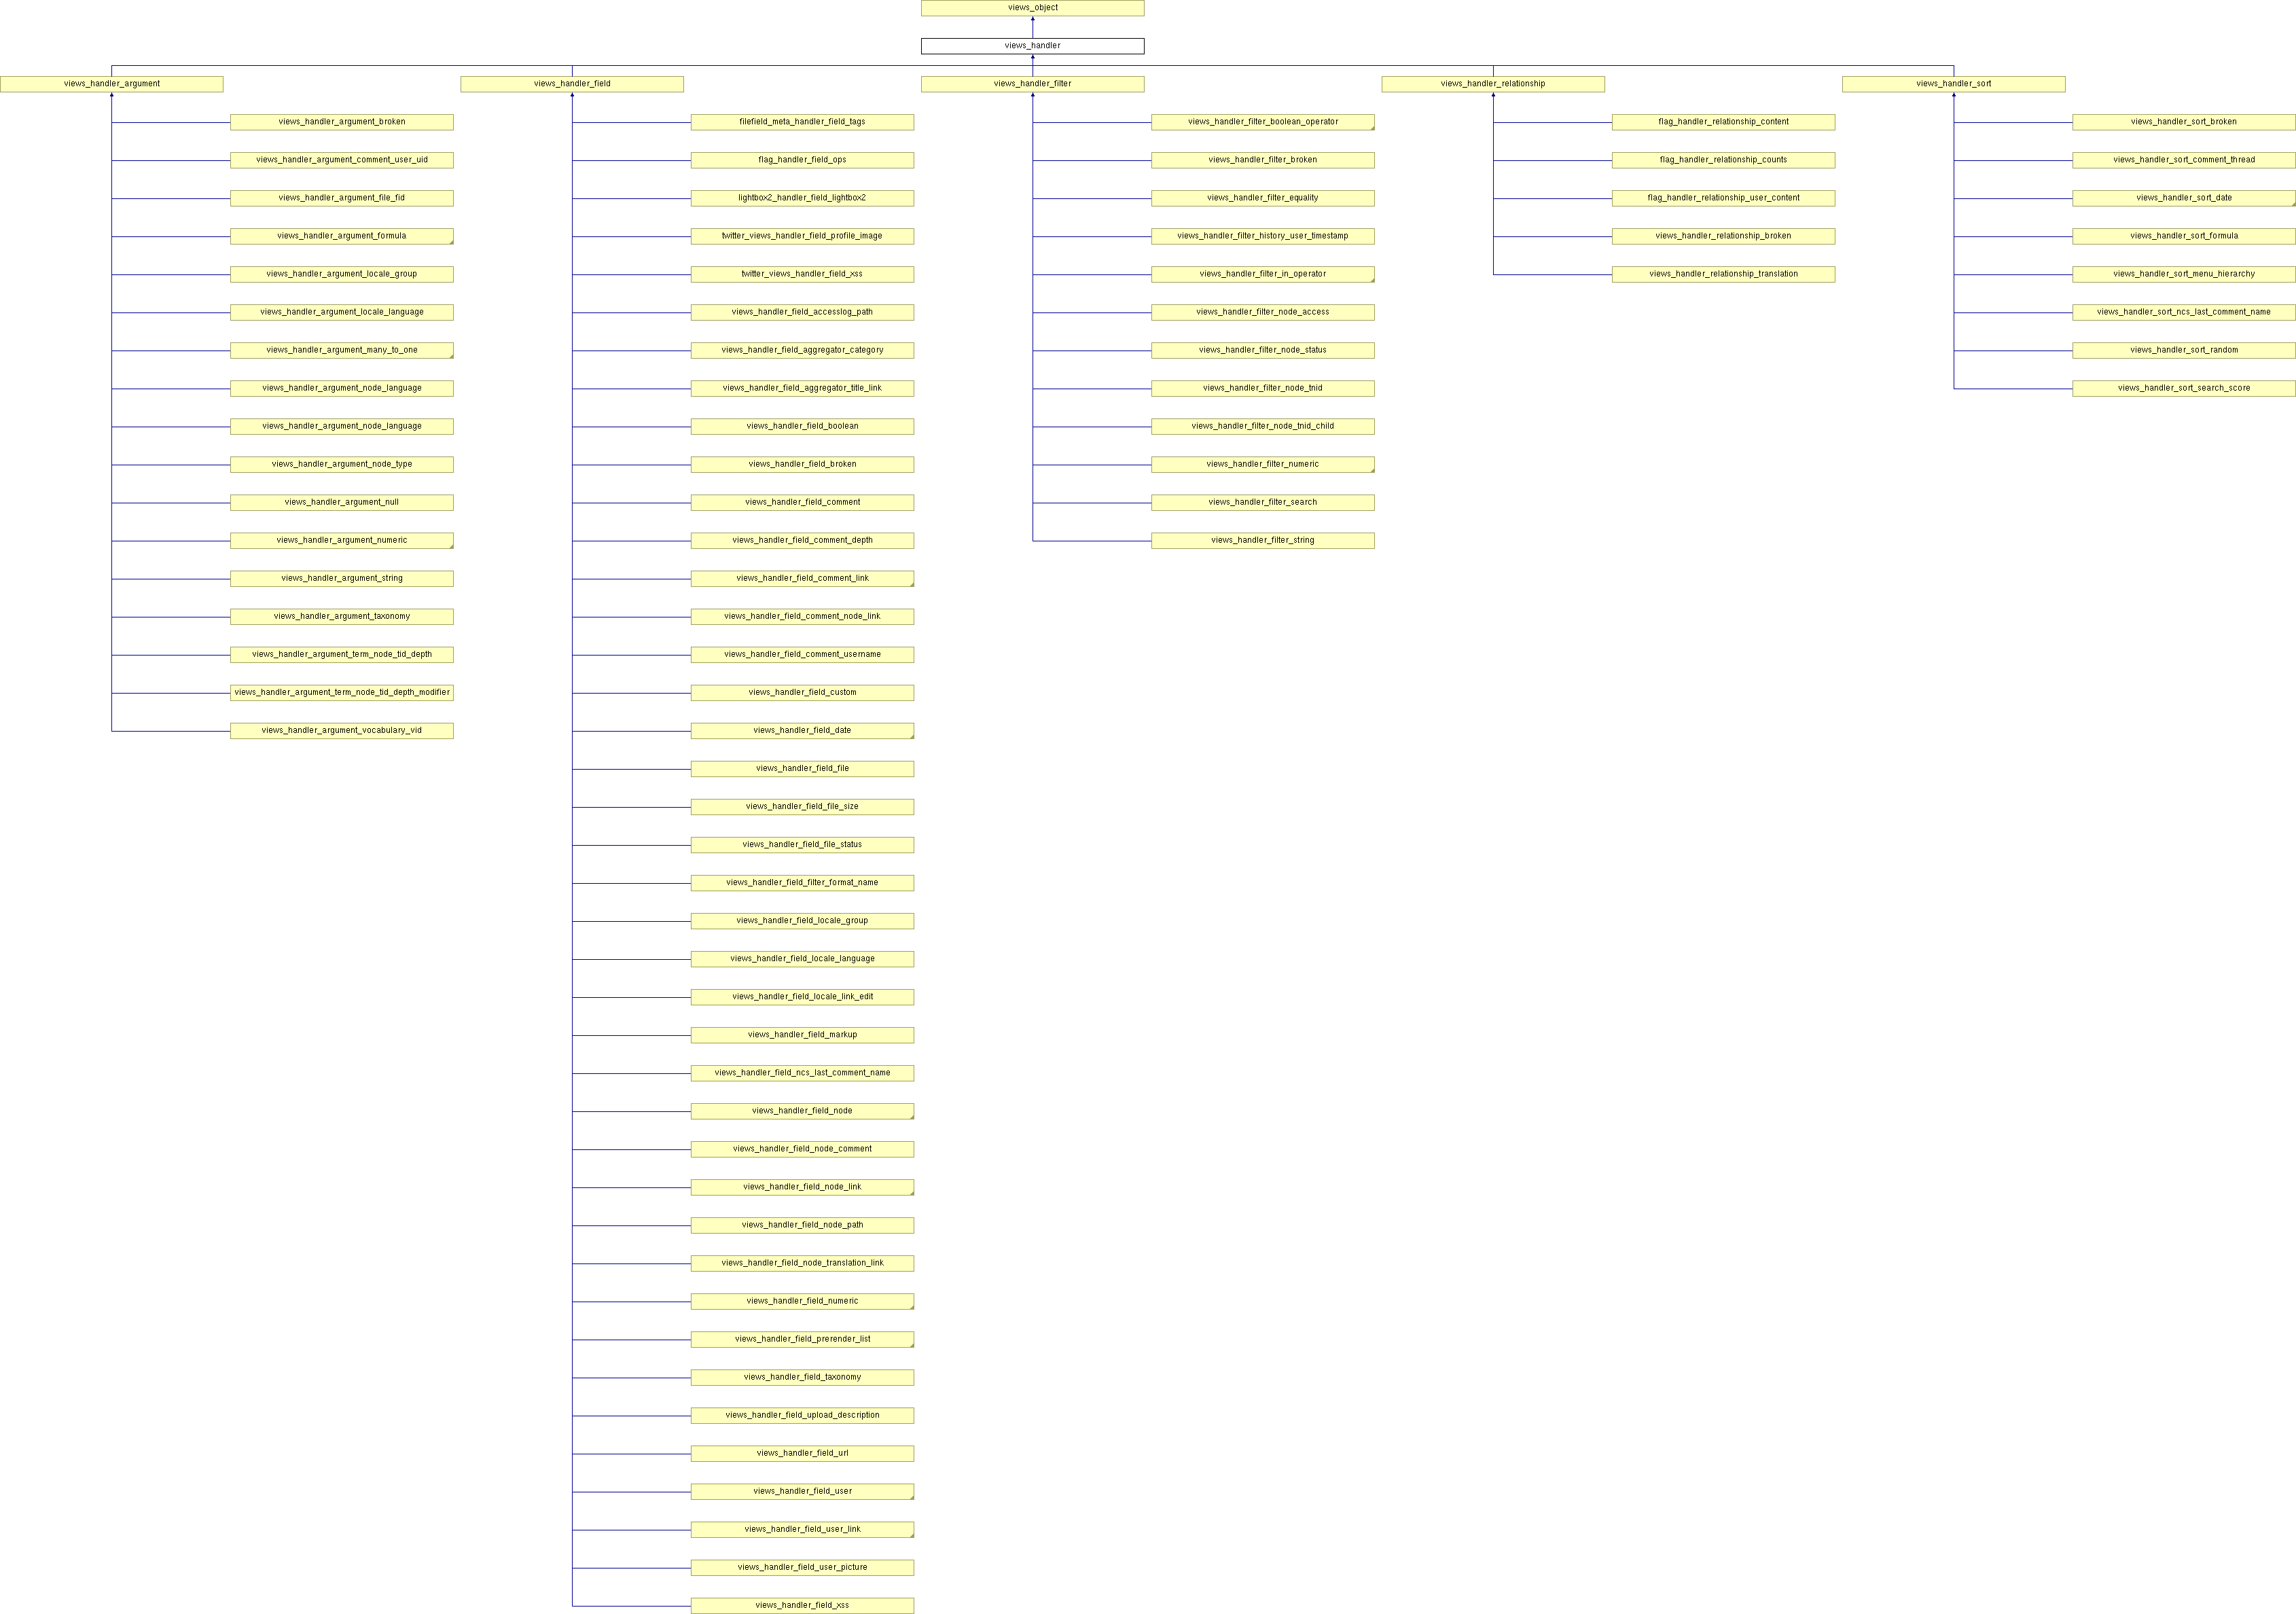 views_object
views_handler
views_handler_argument
views_handler_field
views_handler_filter
views_handler_relationship
views_handler_sort
views_handler_argument_broken
views_handler_argument_comment_user_uid
views_handler_argument_file_fid
views_handler_argument_formula
views_handler_argument_locale_group
views_handler_argument_locale_language
views_handler_argument_many_to_one
views_handler_argument_node_language
views_handler_argument_node_language
views_handler_argument_node_type
views_handler_argument_null
views_handler_argument_numeric
views_handler_argument_string
views_handler_argument_taxonomy
views_handler_argument_term_node_tid_depth
views_handler_argument_term_node_tid_depth_modifier
views_handler_argument_vocabulary_vid
filefield_meta_handler_field_tags
flag_handler_field_ops
lightbox2_handler_field_lightbox2
twitter_views_handler_field_profile_image
twitter_views_handler_field_xss
views_handler_field_accesslog_path
views_handler_field_aggregator_category
views_handler_field_aggregator_title_link
views_handler_field_boolean
views_handler_field_broken
views_handler_field_comment
views_handler_field_comment_depth
views_handler_field_comment_link
views_handler_field_comment_node_link
views_handler_field_comment_username
views_handler_field_custom
views_handler_field_date
views_handler_field_file
views_handler_field_file_size
views_handler_field_file_status
views_handler_field_filter_format_name
views_handler_field_locale_group
views_handler_field_locale_language
views_handler_field_locale_link_edit
views_handler_field_markup
views_handler_field_ncs_last_comment_name
views_handler_field_node
views_handler_field_node_comment
views_handler_field_node_link
views_handler_field_node_path
views_handler_field_node_translation_link
views_handler_field_numeric
views_handler_field_prerender_list
views_handler_field_taxonomy
views_handler_field_upload_description
views_handler_field_url
views_handler_field_user
views_handler_field_user_link
views_handler_field_user_picture
views_handler_field_xss
views_handler_filter_boolean_operator
views_handler_filter_broken
views_handler_filter_equality
views_handler_filter_history_user_timestamp
views_handler_filter_in_operator
views_handler_filter_node_access
views_handler_filter_node_status
views_handler_filter_node_tnid
views_handler_filter_node_tnid_child
views_handler_filter_numeric
views_handler_filter_search
views_handler_filter_string
flag_handler_relationship_content
flag_handler_relationship_counts
flag_handler_relationship_user_content
views_handler_relationship_broken
views_handler_relationship_translation
views_handler_sort_broken
views_handler_sort_comment_thread
views_handler_sort_date
views_handler_sort_formula
views_handler_sort_menu_hierarchy
views_handler_sort_ncs_last_comment_name
views_handler_sort_random
views_handler_sort_search_score